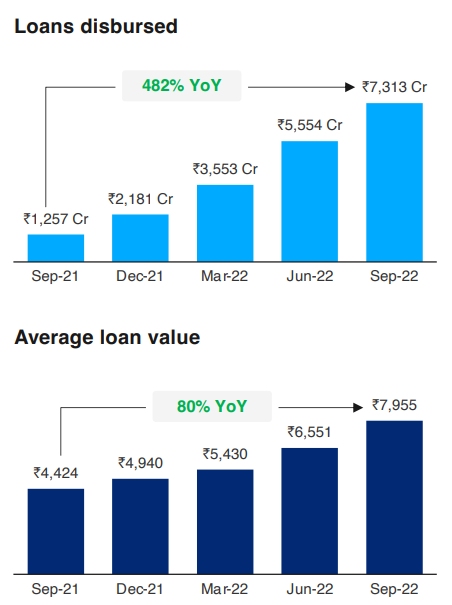 Loans disbursed
482% YoY
₹7,313 Cr
₹5,554 Cr
₹3,553 Cr
₹2,181 Cr
₹1,257 Cr
Sep-21 Dec-21 Mar-22 Jun-22 Sep-22
Average loan value
80% YoY
₹7,955
₹6,551
₹5,430
₹4,940
₹4,424
Sep-21 Dec-21 Mar-22 Jun-22 Sep-22